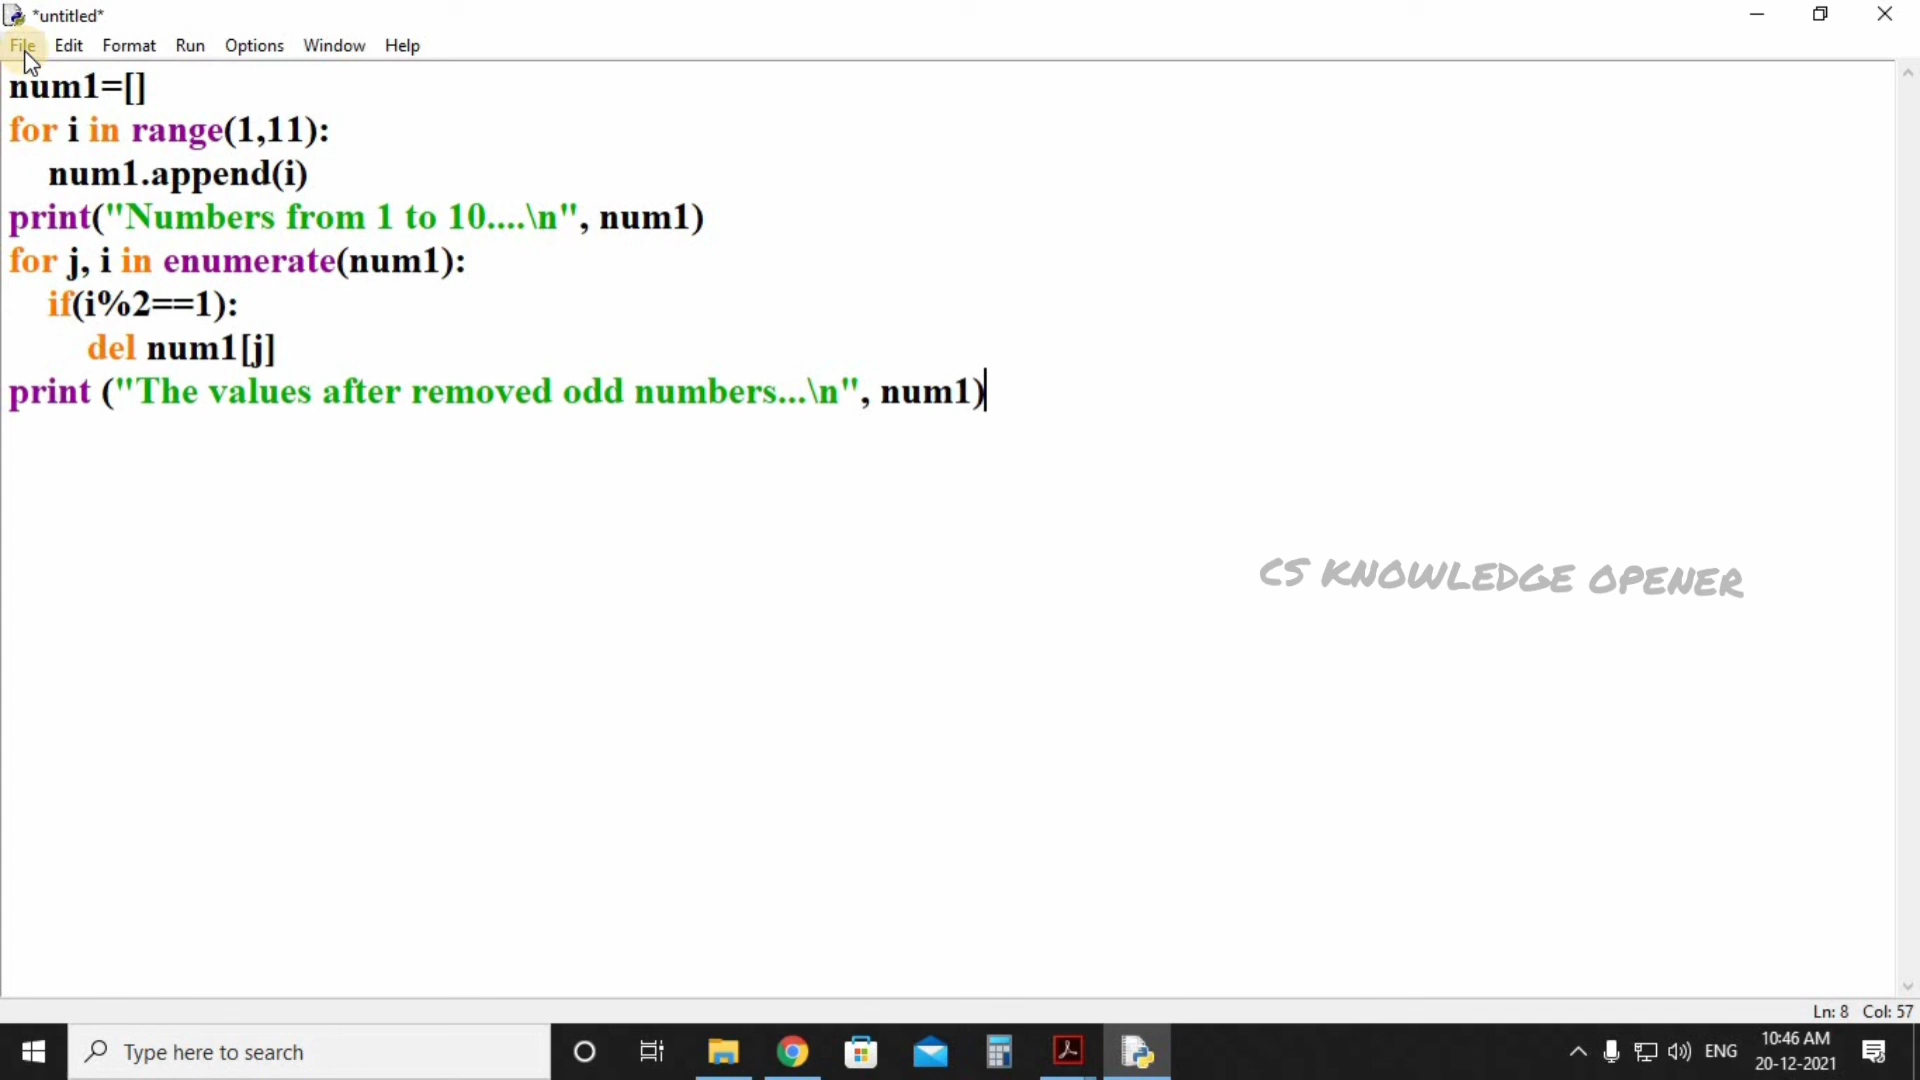 *untitled*
File Edit Format Run Options Window Help
num1=[]
for i in range(1,11):
    num1.append(i)
print("Numbers from 1 to 10....\n", num1)
for j, i in enumerate(num1):
    if(i%2==1):
        del num1[j]
print ("The values after removed odd numbers...\n", num1)
CS KNOWLEDGE OPENER
Ln: 8 Col: 57
Type here to search
ENG
10:46 AM
20-12-2021